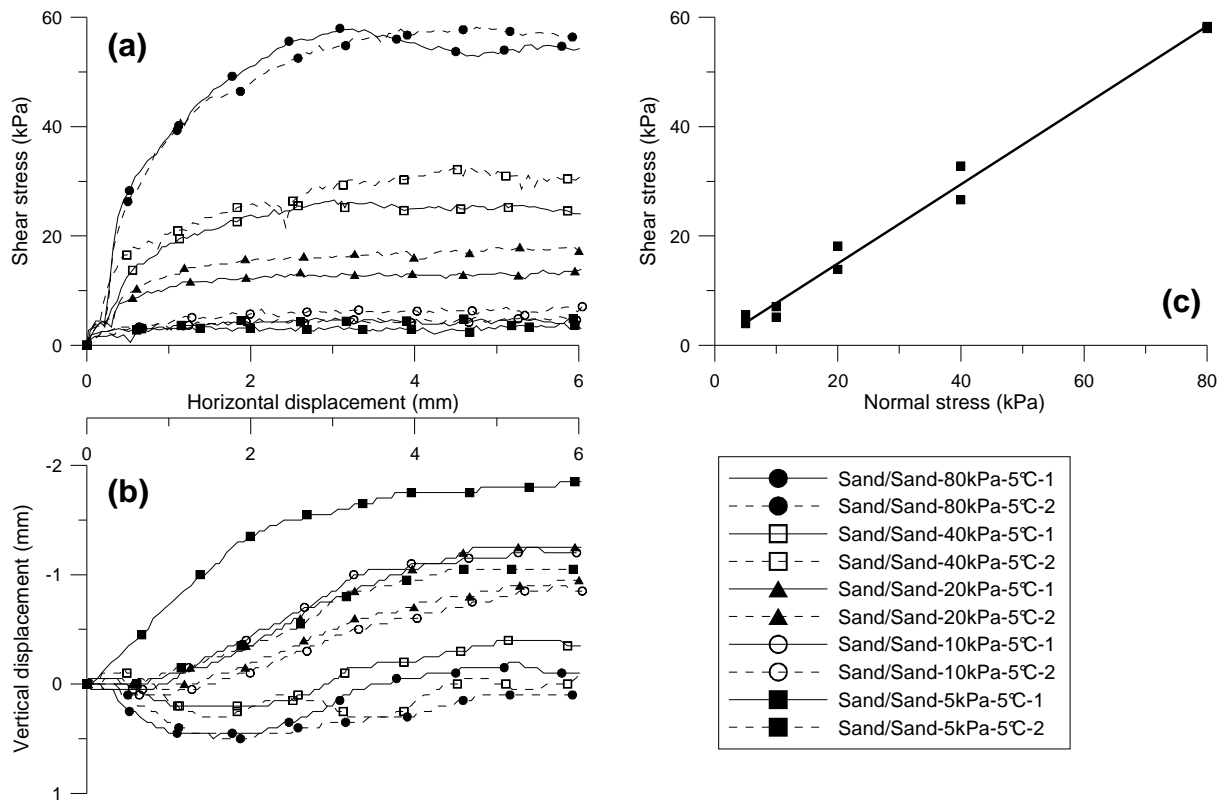 60
(a)
40
20
0
Shear stress (kPa)
0 2 4 6
Horizontal displacement (mm)
0 2 4 6
-2
(b)
-1
0
1
Vertical displacement (mm)
60
40
20
0
Shear stress (kPa)
(c)
0 20 40 60 80
Normal stress (kPa)
Sand/Sand-80kPa-5°C-1
Sand/Sand-80kPa-5°C-2
Sand/Sand-40kPa-5°C-1
Sand/Sand-40kPa-5°C-2
Sand/Sand-20kPa-5°C-1
Sand/Sand-20kPa-5°C-2
Sand/Sand-10kPa-5°C-1
Sand/Sand-10kPa-5°C-2
Sand/Sand-5kPa-5°C-1
Sand/Sand-5kPa-5°C-2